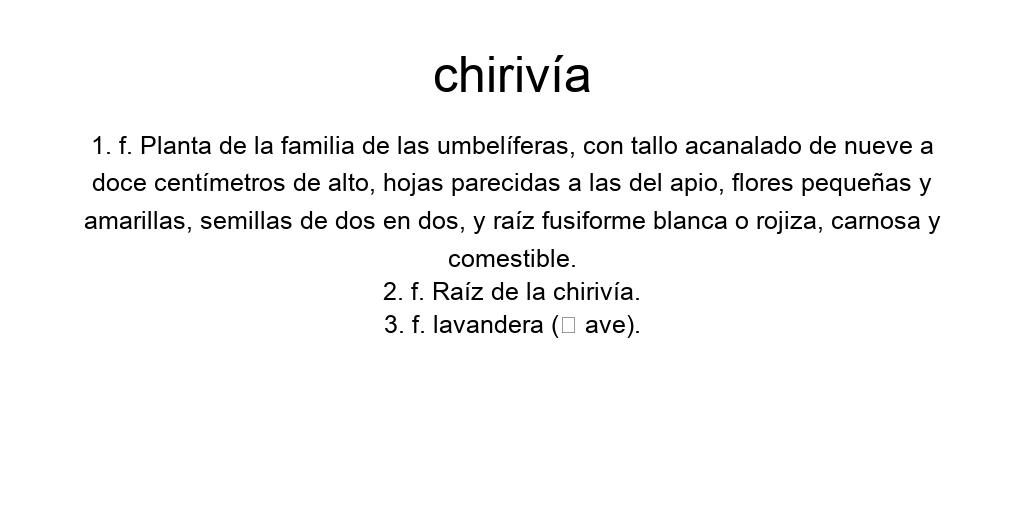 chirivía
1. f. Planta de la familia de las umbelíferas, con tallo acanalado de nueve a
doce centímetros de alto, hojas parecidas a las del apio, flores pequeñas y
amarillas, semillas de dos en dos, y raíz fusiforme blanca o rojiza, carnosa y
comestible.
2. f. Raíz de la chirivía.
3. f. lavandera (□ ave).